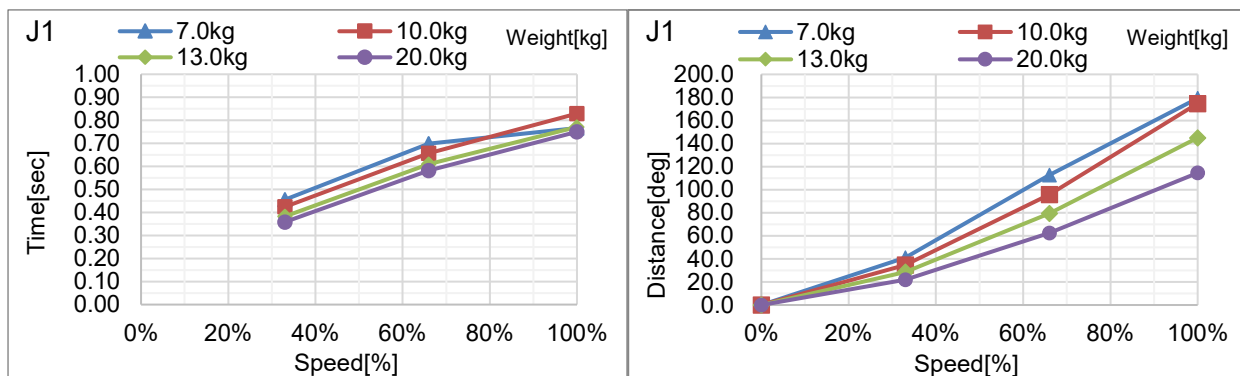 J1
7.0kg 10.0kg Weight[kg]
13.0kg 20.0kg
1.00
0.90
0.80
0.70
0.60
0.50
0.40
0.30
0.20
0.10
0.00
Time[sec]
0% 20% 40% 60% 80% 100%
Speed[%]
J1
7.0kg 10.0kg Weight[kg]
13.0kg 20.0kg
200.0
180.0
160.0
140.0
120.0
100.0
80.0
60.0
40.0
20.0
0.0
Distance[deg]
0% 20% 40% 60% 80% 100%
Speed[%]